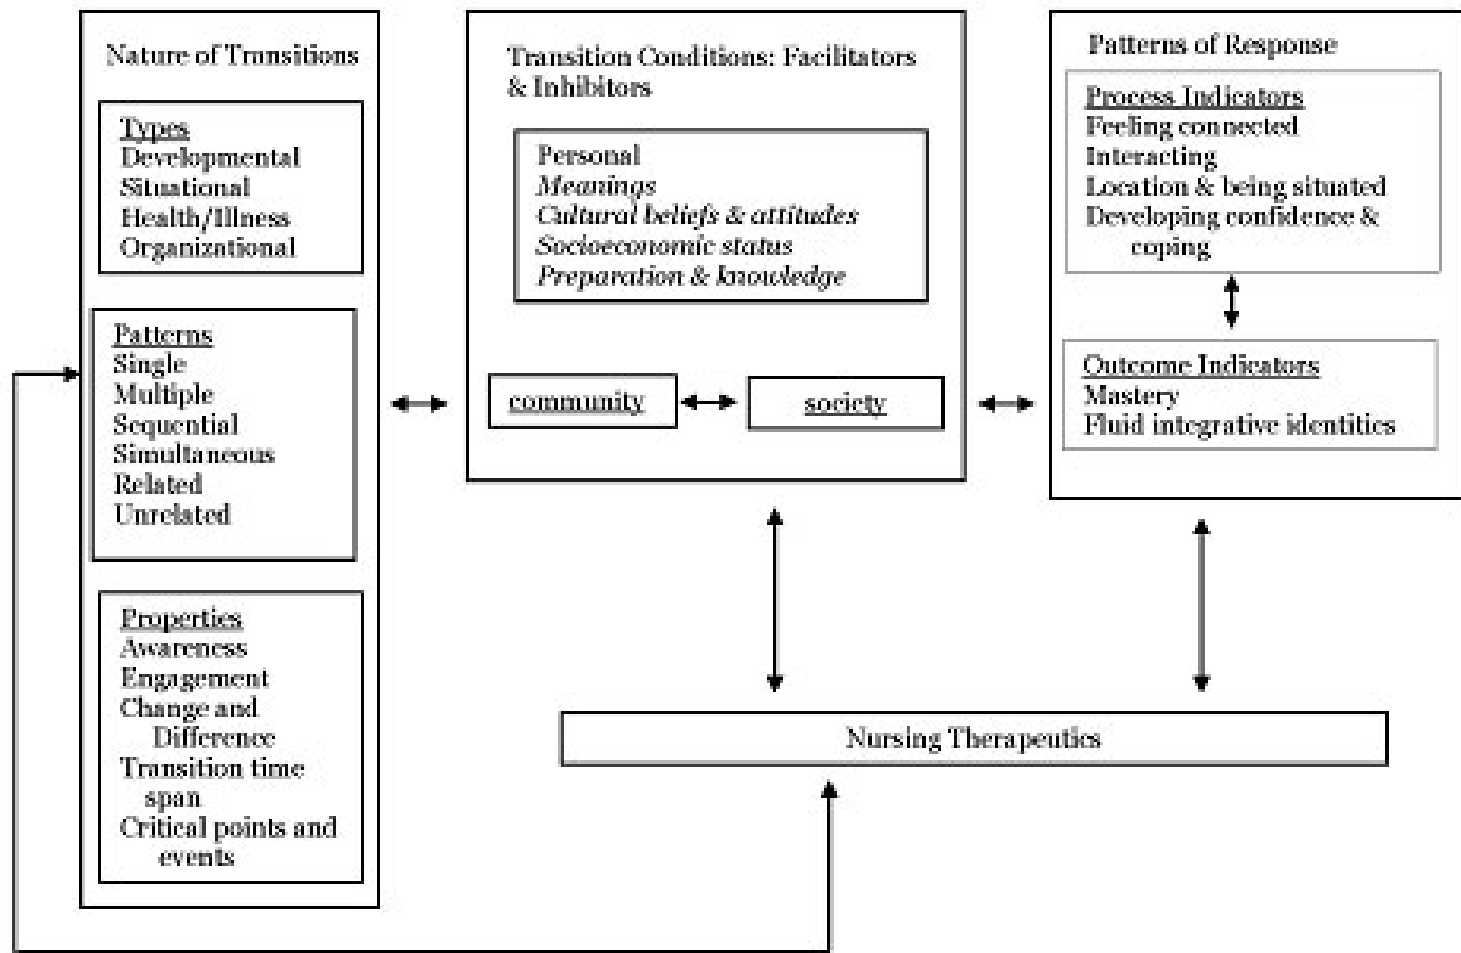 Nature of Transitions
Types
Developmental
Situational
Health/Illness
Organizational
Patterns
Single
Multiple
Sequential
Simultaneous
Related
Unrelated
Properties
Awareness
Engagement
Change and
Difference
Transition time
span
Critical points and
events
Transition Conditions: Facilitators
& Inhibitors
Personal
Meanings
Cultural beliefs & attitudes
Socioeconomic status
Preparation & knowledge
community
society
Patterns of Response
Process Indicators
Feeling connected
Interacting
Location & being situated
Developing confidence &
coping
Outcome Indicators
Mastery
Fluid integrative identities
Nursing Therapeutics